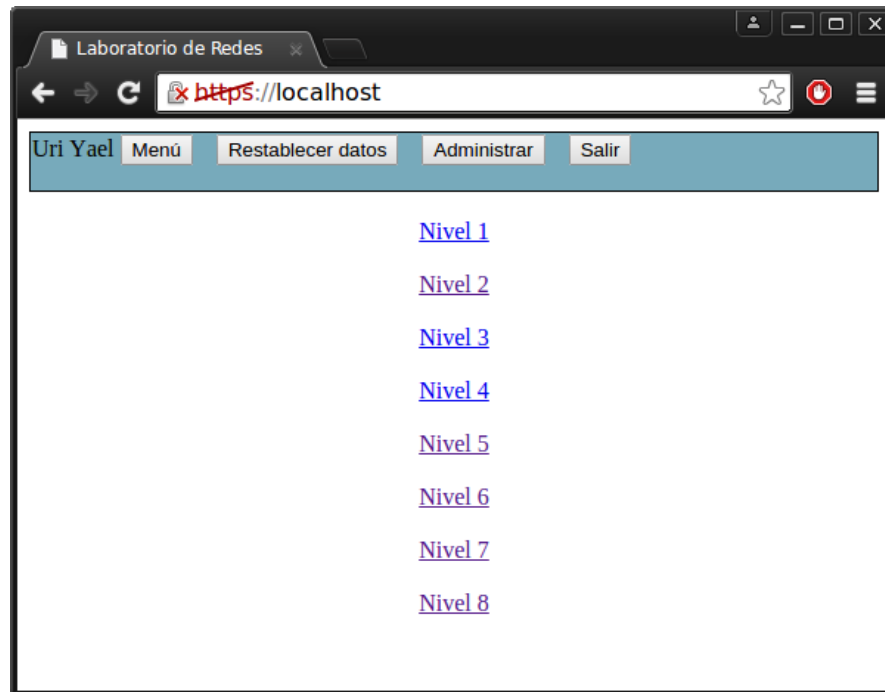 Laboratorio de Redes
https://localhost
Uri Yael Menú Restablecer datos Administrar Salir
Nivel 1
Nivel 2
Nivel 3
Nivel 4
Nivel 5
Nivel 6
Nivel 7
Nivel 8